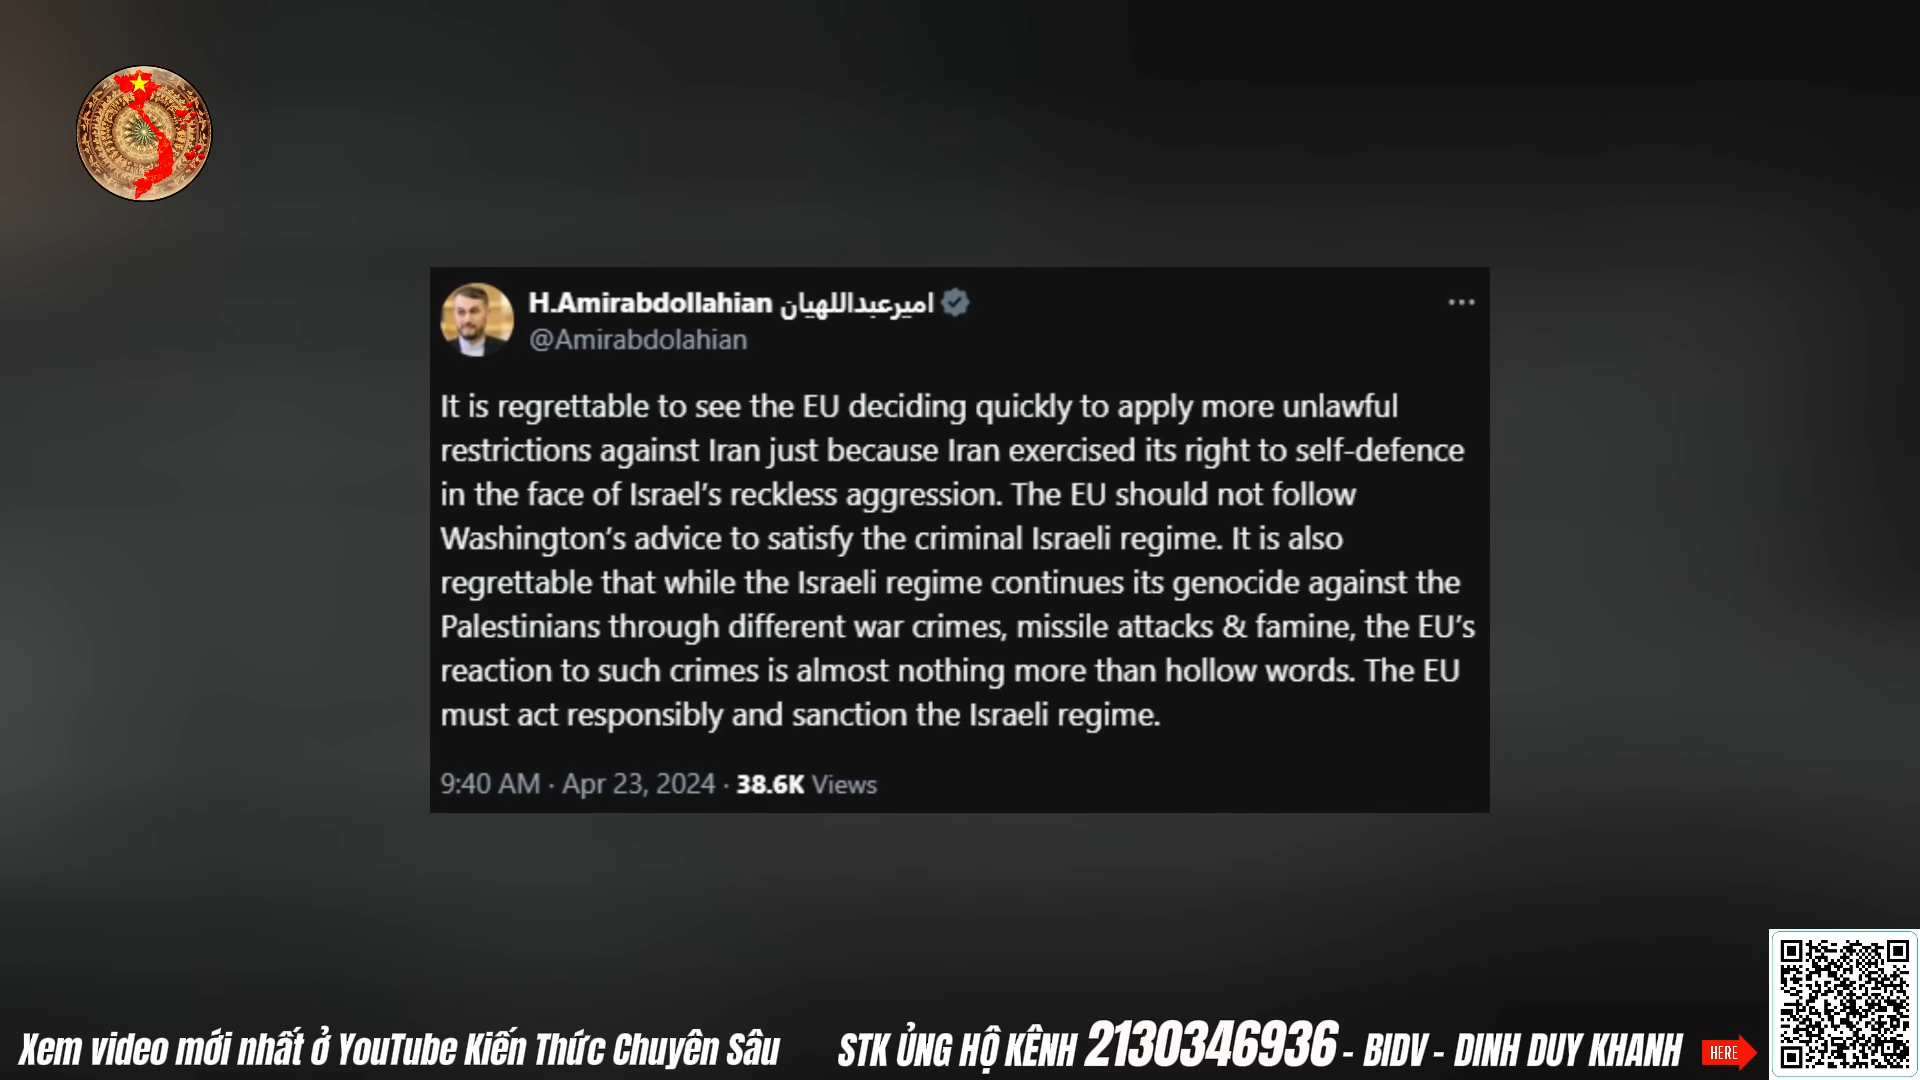 H.Amirabdollahian امیرعبداللهیان
@Amirabdolahian
It is regrettable to see the EU deciding quickly to apply more unlawful
restrictions against Iran just because Iran exercised its right to self-defence
in the face of Israel’s reckless aggression. The EU should not follow
Washington’s advice to satisfy the criminal Israeli regime. It is also
regrettable that while the Israeli regime continues its genocide against the
Palestinians through different war crimes, missile attacks & famine, the EU’s
reaction to such crimes is almost nothing more than hollow words. The EU
must act responsibly and sanction the Israeli regime.
9:40 AM · Apr 23, 2024 · 38.6K Views
Xem video mới nhất ở YouTube Kiến Thức Chuyên Sâu
STK ỦNG HỘ KÊNH 2130346936 - BIDV - DINH DUY KHANH
HERE